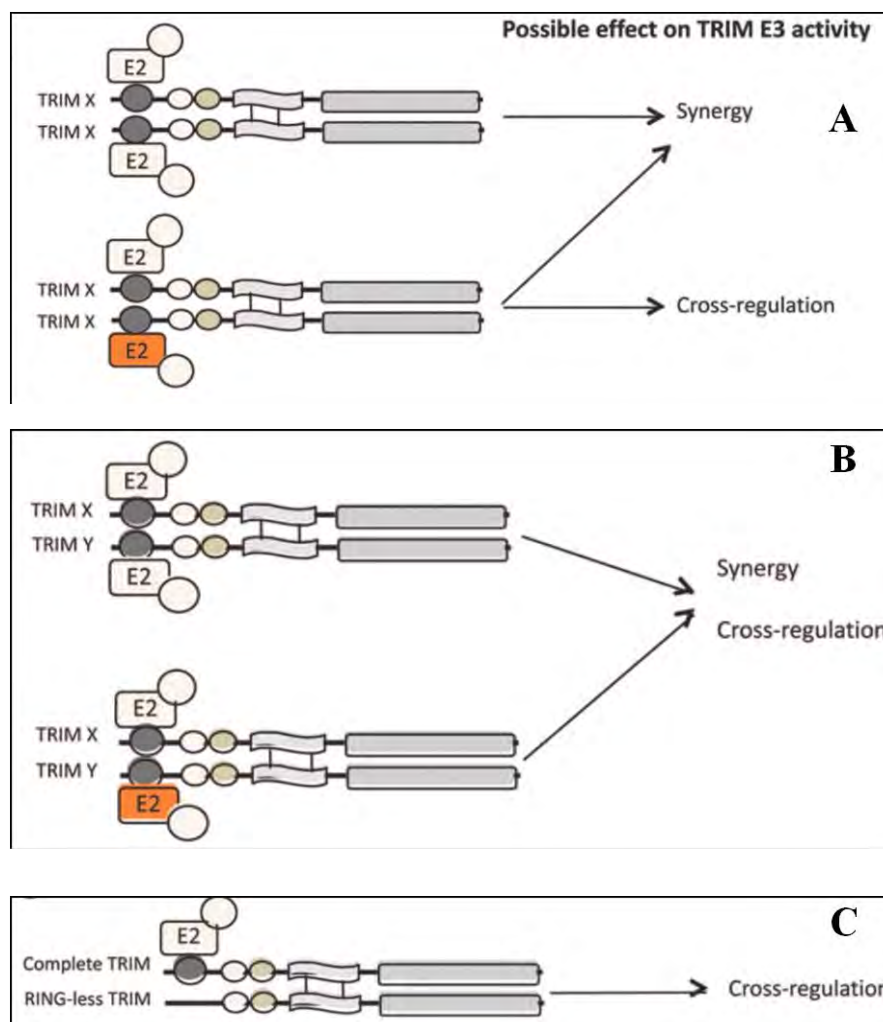 Possible effect on TRIM E3 activity
E2
TRIM X
TRIM X
E2
Synergy
A
E2
TRIM X
TRIM X
E2
Cross-regulation
B
E2
TRIM X
TRIM Y
E2
Synergy
Cross-regulation
E2
TRIM X
TRIM Y
E2
C
E2
Complete TRIM
RING-less TRIM
Cross-regulation